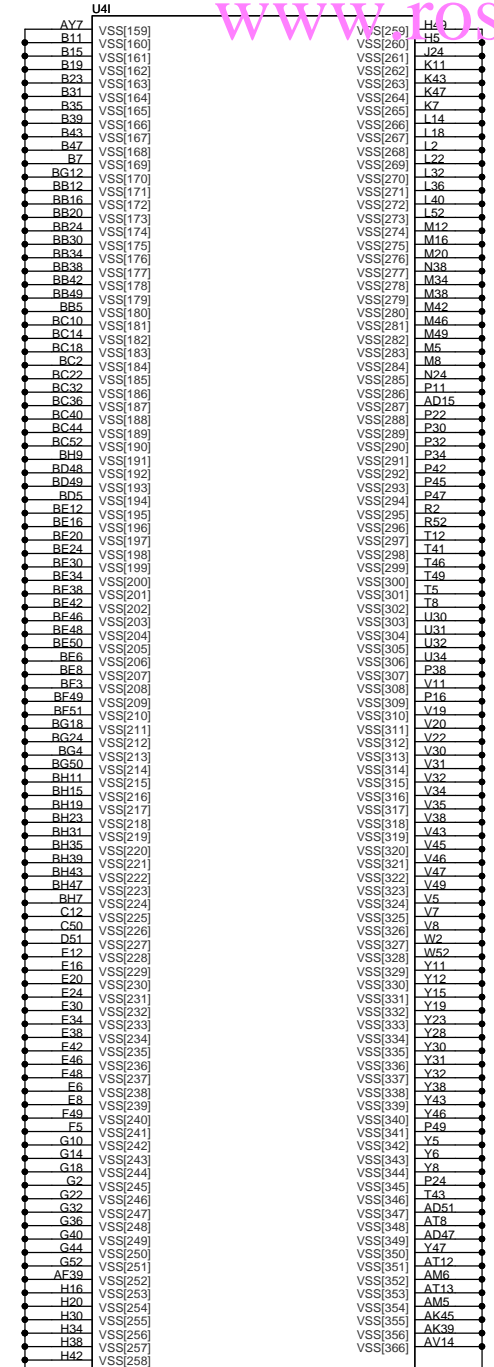 www.ros
U4I
AY7 VSS[159]
B11 VSS[160]
B15 VSS[161]
B19 VSS[162]
B23 VSS[163]
B31 VSS[164]
B35 VSS[165]
B39 VSS[166]
B43 VSS[167]
B47 VSS[168]
B7 VSS[169]
BG12 VSS[170]
BB12 VSS[171]
BB16 VSS[172]
BB20 VSS[173]
BB24 VSS[174]
BB30 VSS[175]
BB34 VSS[176]
BB38 VSS[177]
BB42 VSS[178]
BB49 VSS[179]
BB5 VSS[180]
BC10 VSS[181]
BC14 VSS[182]
BC18 VSS[183]
BC2 VSS[184]
BC22 VSS[185]
BC32 VSS[186]
BC36 VSS[187]
BC40 VSS[188]
BC44 VSS[189]
BC52 VSS[190]
BH9 VSS[191]
BD48 VSS[192]
BD49 VSS[193]
BD5 VSS[194]
BE12 VSS[195]
BE16 VSS[196]
BE20 VSS[197]
BE24 VSS[198]
BE30 VSS[199]
BE34 VSS[200]
BE38 VSS[201]
BE42 VSS[202]
BE46 VSS[203]
BE48 VSS[204]
BE50 VSS[205]
BE6 VSS[206]
BE8 VSS[207]
BF3 VSS[208]
BF49 VSS[209]
BF51 VSS[210]
BG18 VSS[211]
BG24 VSS[212]
BG4 VSS[213]
BG50 VSS[214]
BH11 VSS[215]
BH15 VSS[216]
BH19 VSS[217]
BH23 VSS[218]
BH31 VSS[219]
BH35 VSS[220]
BH39 VSS[221]
BH43 VSS[222]
BH47 VSS[223]
BH7 VSS[224]
C12 VSS[225]
C50 VSS[226]
D51 VSS[227]
E12 VSS[228]
E16 VSS[229]
E20 VSS[230]
E24 VSS[231]
E30 VSS[232]
E34 VSS[233]
E38 VSS[234]
E42 VSS[235]
E46 VSS[236]
E48 VSS[237]
E6 VSS[238]
E8 VSS[239]
F49 VSS[240]
F5 VSS[241]
G10 VSS[242]
G14 VSS[243]
G18 VSS[244]
G2 VSS[245]
G22 VSS[246]
G32 VSS[247]
G36 VSS[248]
G40 VSS[249]
G44 VSS[250]
G52 VSS[251]
AF39 VSS[252]
H16 VSS[253]
H20 VSS[254]
H30 VSS[255]
H34 VSS[256]
H38 VSS[257]
H42 VSS[258]
VSS[259] H49
VSS[260] H5
VSS[261] J24
VSS[262] K11
VSS[263] K43
VSS[264] K47
VSS[265] K7
VSS[266] L14
VSS[267] L18
VSS[268] L2
VSS[269] L22
VSS[270] L32
VSS[271] L36
VSS[272] L40
VSS[273] L52
VSS[274] M12
VSS[275] M16
VSS[276] M20
VSS[277] N38
VSS[278] M34
VSS[279] M38
VSS[280] M42
VSS[281] M46
VSS[282] M49
VSS[283] M5
VSS[284] M8
VSS[285] N24
VSS[286] P11
VSS[287] AD15
VSS[288] P22
VSS[289] P30
VSS[290] P32
VSS[291] P34
VSS[292] P42
VSS[293] P45
VSS[294] P47
VSS[295] R2
VSS[296] R52
VSS[297] T12
VSS[298] T41
VSS[299] T46
VSS[300] T49
VSS[301] T5
VSS[302] T8
VSS[303] U30
VSS[304] U31
VSS[305] U32
VSS[306] U34
VSS[307] P38
VSS[308] V11
VSS[309] P16
VSS[310] V19
VSS[311] V20
VSS[312] V22
VSS[313] V30
VSS[314] V31
VSS[315] V32
VSS[316] V34
VSS[317] V35
VSS[318] V38
VSS[319] V43
VSS[320] V45
VSS[321] V46
VSS[322] V47
VSS[323] V49
VSS[324] V5
VSS[325] V7
VSS[326] V8
VSS[327] W2
VSS[328] W52
VSS[329] Y11
VSS[330] Y12
VSS[331] Y15
VSS[332] Y19
VSS[333] Y23
VSS[334] Y28
VSS[335] Y30
VSS[336] Y31
VSS[337] Y32
VSS[338] Y38
VSS[339] Y43
VSS[340] Y46
VSS[341] P49
VSS[342] Y5
VSS[343] Y6
VSS[344] Y8
VSS[345] P24
VSS[346] T43
VSS[347] AD51
VSS[348] AT8
VSS[349] AD47
VSS[350] Y47
VSS[351] AT12
VSS[352] AM6
VSS[353] AT13
VSS[354] AM5
VSS[355] AK45
VSS[356] AK39
VSS[366] AV14